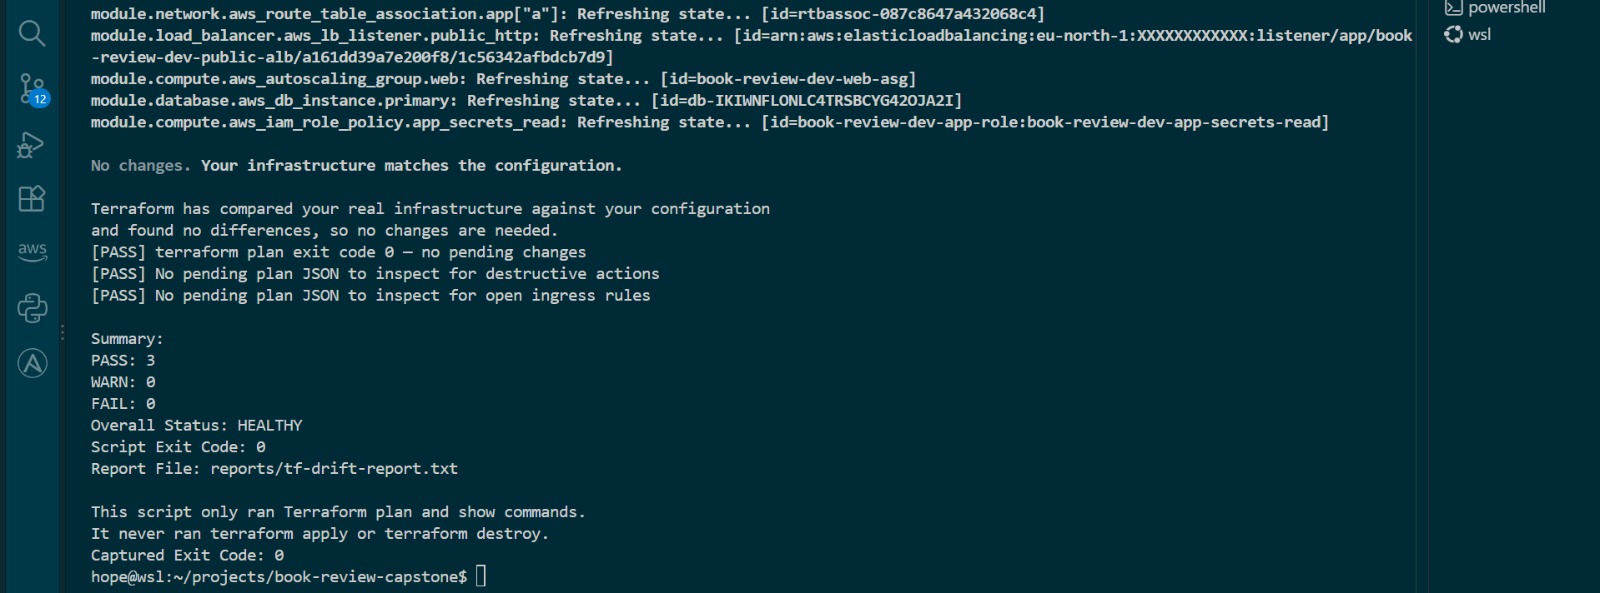 module.network.aws_route_table_association.app["a"]: Refreshing state... [id=rtbassoc-087c8647a432068c4]
module.load_balancer.aws_lb_listener.public_http: Refreshing state... [id=arn:aws:elasticloadbalancing:eu-north-1:XXXXXXXXXXXX:listener/app/book
-review-dev-public-alb/a161dd39a7e200f8/1c56342afbdcb7d9]
module.compute.aws_autoscaling_group.web: Refreshing state... [id=book-review-dev-web-asg]
module.database.aws_db_instance.primary: Refreshing state... [id=db-IKIWNFLONLC4TRSBCYG42OJA2I]
module.compute.aws_iam_role_policy.app_secrets_read: Refreshing state... [id=book-review-dev-app-role:book-review-dev-app-secrets-read]
No changes. Your infrastructure matches the configuration.
Terraform has compared your real infrastructure against your configuration
and found no differences, so no changes are needed.
[PASS] terraform plan exit code 0 — no pending changes
[PASS] No pending plan JSON to inspect for destructive actions
[PASS] No pending plan JSON to inspect for open ingress rules
Summary:
PASS: 3
WARN: 0
FAIL: 0
Overall Status: HEALTHY
Script Exit Code: 0
Report File: reports/tf-drift-report.txt
This script only ran Terraform plan and show commands.
It never ran terraform apply or terraform destroy.
Captured Exit Code: 0
hope@wsl:~/projects/book-review-capstone$
12
aws
powershell
wsl